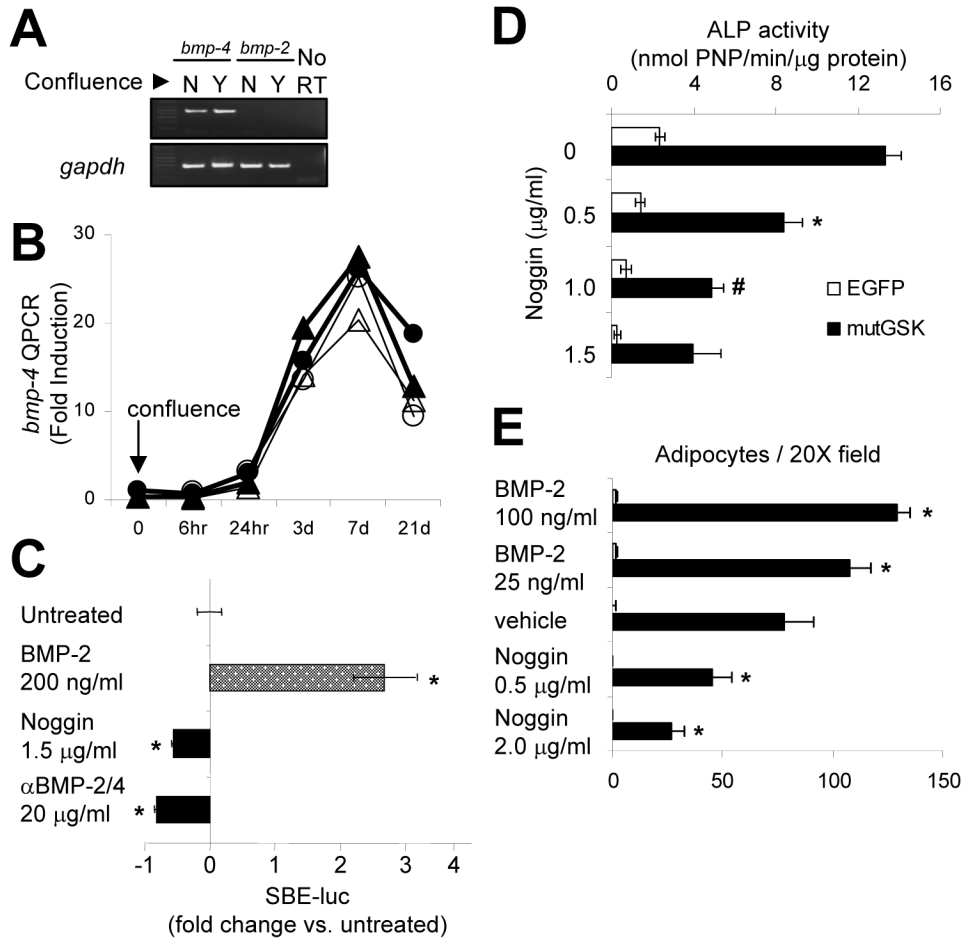 A
bmp-4 bmp-2 No
Confluence ► N Y N Y RT
gapdh
B
bmp-4 QPCR
(Fold Induction)
30
20
10
0
confluence
0 6hr 24hr 3d 7d 21d
C
Untreated
BMP-2
200 ng/ml
*
Noggin
1.5 μg/ml
*
αBMP-2/4
20 μg/ml
*
-1 0 1 2 3 4
SBE-luc
(fold change vs. untreated)
D
ALP activity
(nmol PNP/min/μg protein)
0 4 8 12 16
Noggin (μg/ml)
0
0.5
*
1.0
#
1.5
EGFP
mutGSK
E
Adipocytes / 20X field
BMP-2
100 ng/ml
*
BMP-2
25 ng/ml
*
vehicle
Noggin
0.5 μg/ml
*
Noggin
2.0 μg/ml
*
0 50 100 150